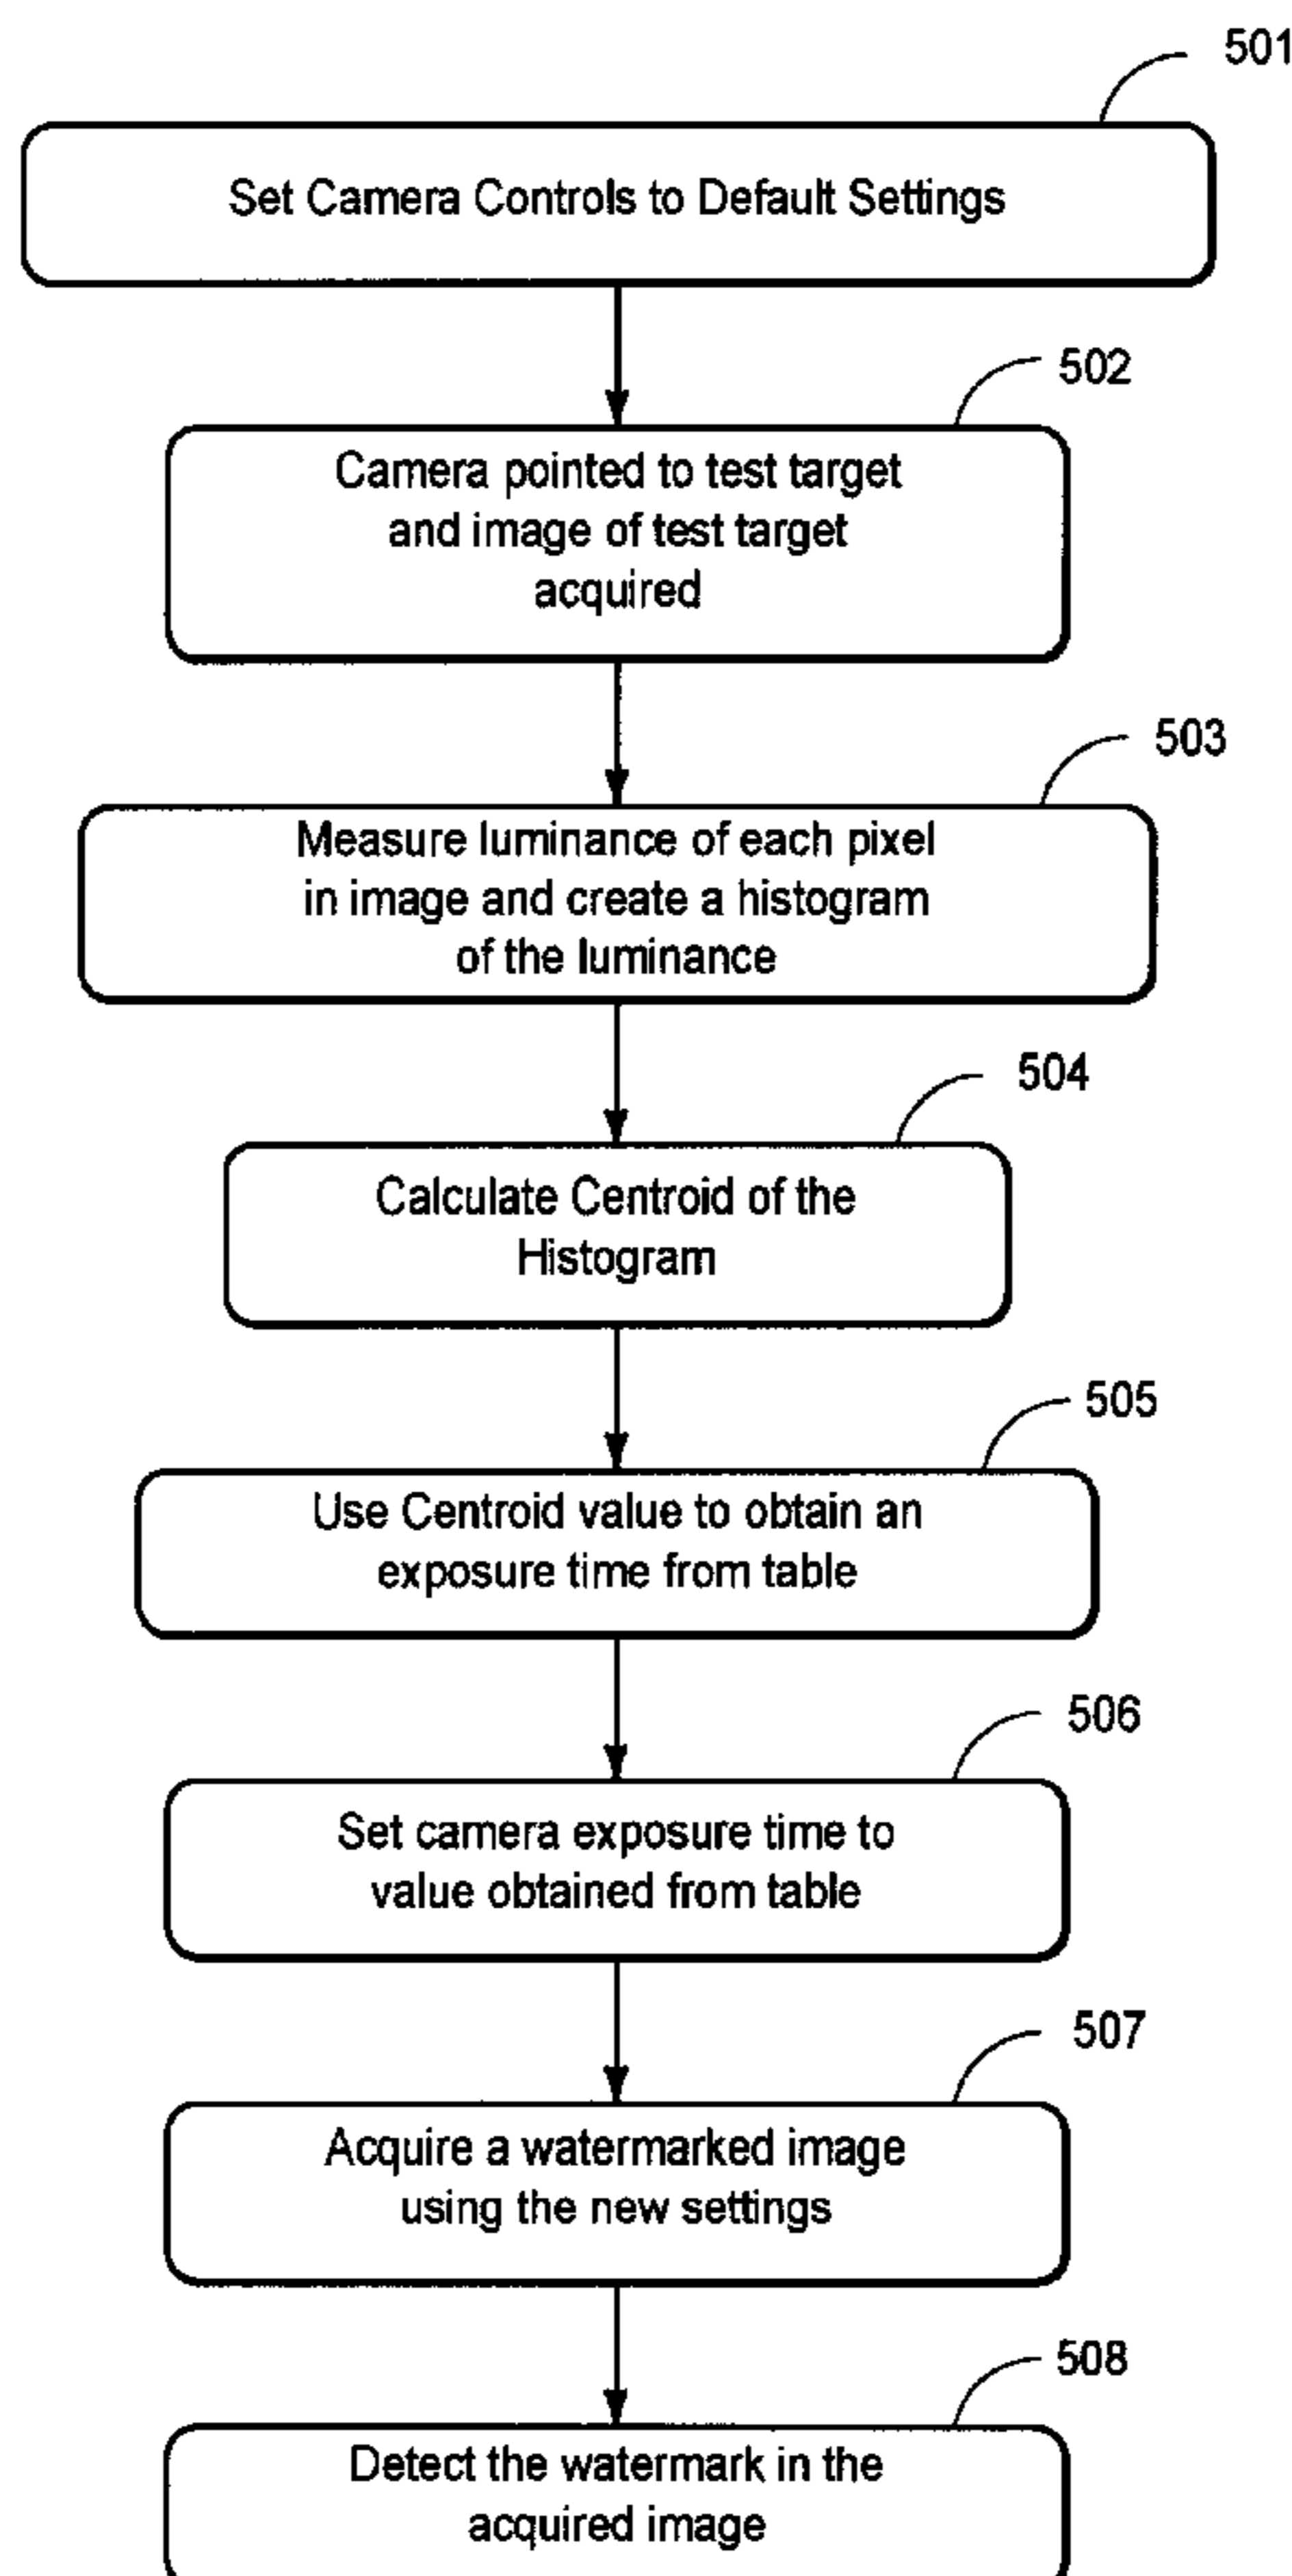 501
Set Camera Controls to Default Settings
502
Camera pointed to test target
and image of test target
acquired
503
Measure luminance of each pixel
in image and create a histogram
of the luminance
504
Calculate Centroid of the
Histogram
505
Use Centroid value to obtain an
exposure time from table
506
Set camera exposure time to
value obtained from table
507
Acquire a watermarked image
using the new settings
508
Detect the watermark in the
acquired image